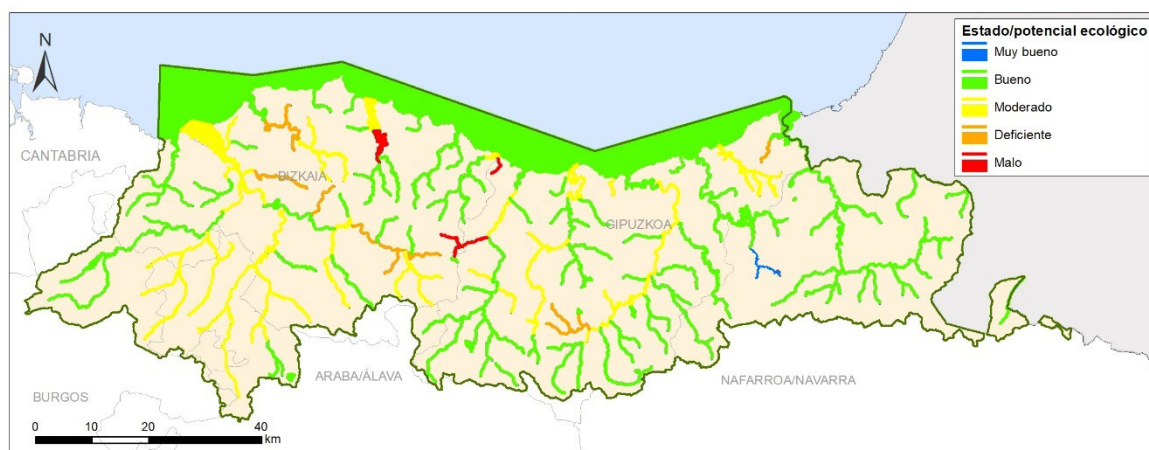 N
Estado/potencial ecológico
Muy bueno
Bueno
Moderado
Deficiente
Malo
CANTABRIA
BIZKAIA
GIPUZKOA
ARABA/ÁLAVA
NAFARROA/NAVARRA
BURGOS
0 10 20 40
km